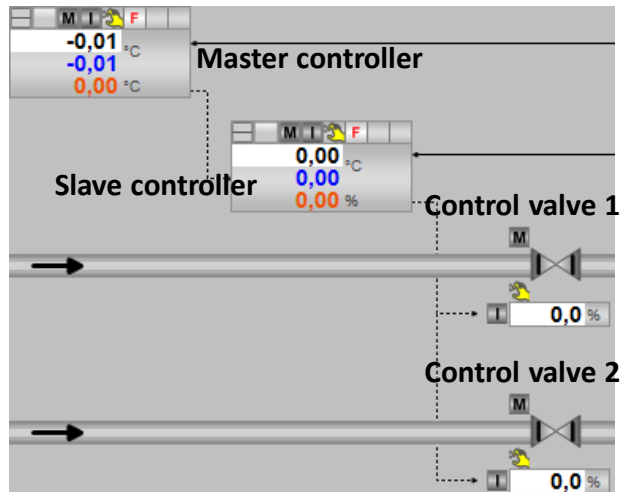 M I F
-0,01 °C
-0,01
0,00 °C
Master controller
M I F
0,00 °C
0,00
0,00 %
Slave controller
Control valve 1
M
I 0,0 %
Control valve 2
M
I 0,0 %